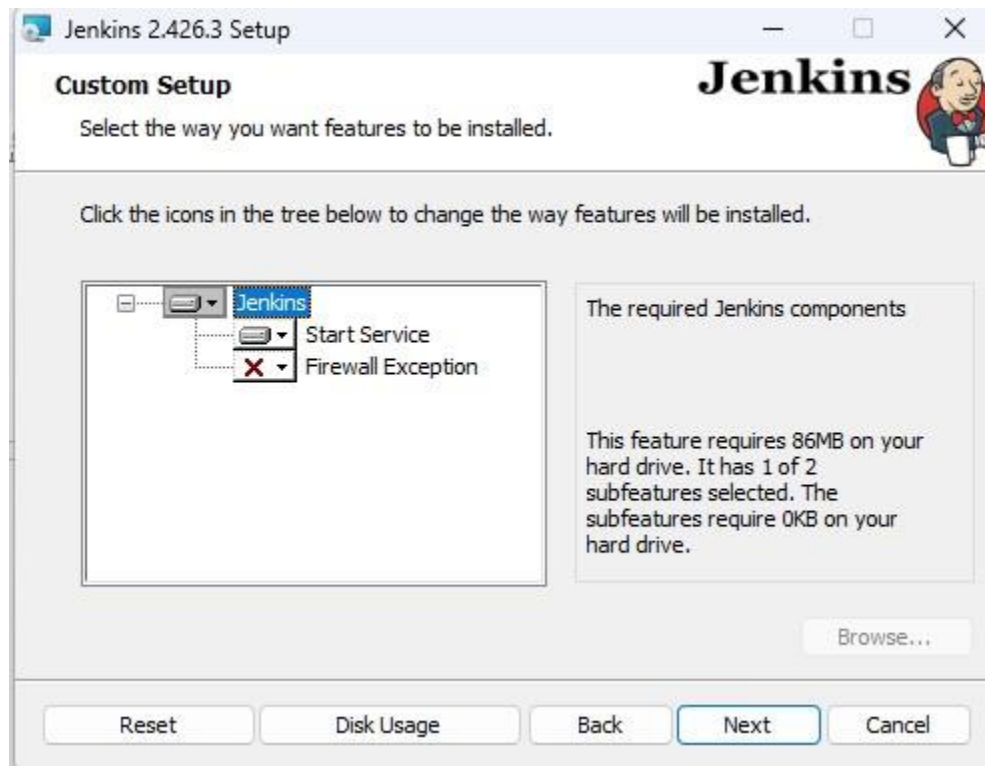 Jenkins 2.426.3 Setup
Custom Setup
Jenkins
Select the way you want features to be installed.
Click the icons in the tree below to change the way features will be installed.
Jenkins
Start Service
Firewall Exception
The required Jenkins components
This feature requires 86MB on your
hard drive. It has 1 of 2
subfeatures selected. The
subfeatures require 0KB on your
hard drive.
Browse...
Reset
Disk Usage
Back
Next
Cancel